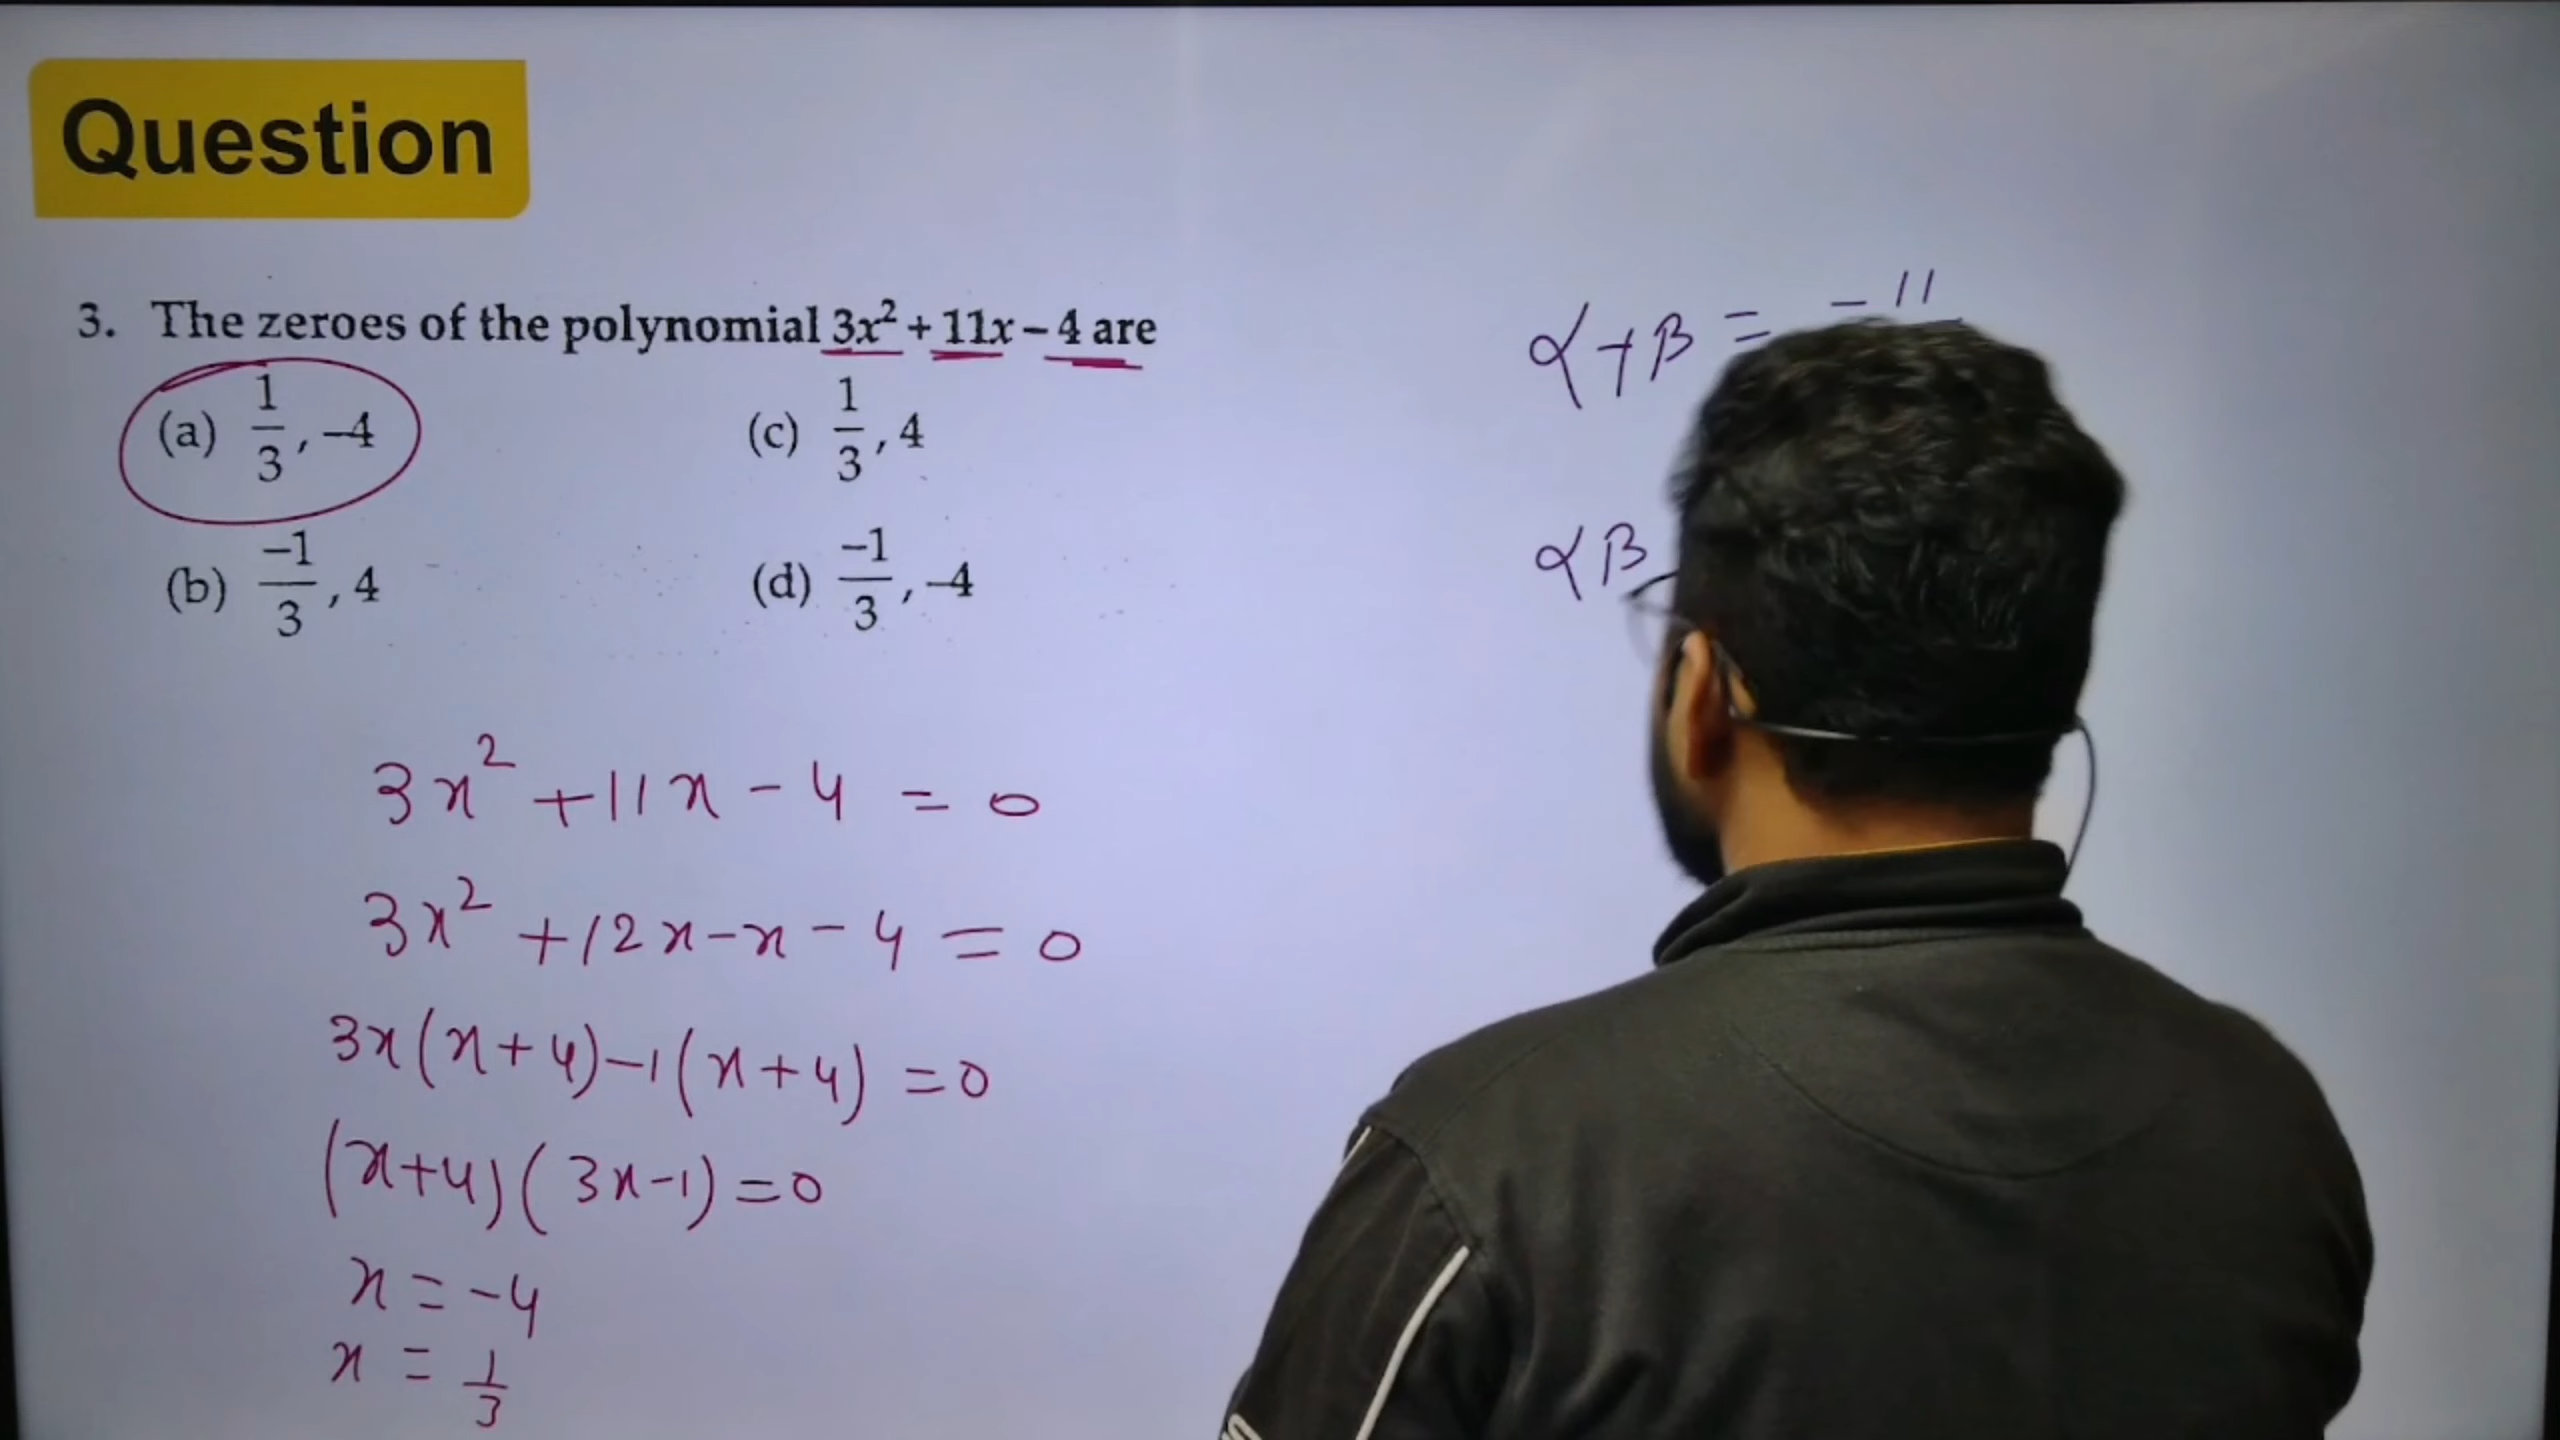 Question
3. The zeroes of the polynomial 3x² + 11x – 4 are
(a) 1/3, –4
(c) 1/3, 4
(b) –1/3, 4
(d) –1/3, –4
3x² + 11x - 4 = 0
3x² + 12x - x - 4 = 0
3x(x+4) - 1(x+4) = 0
(x+4)(3x-1) = 0
x = -4
x = 1/3
α+β = -11
αβ